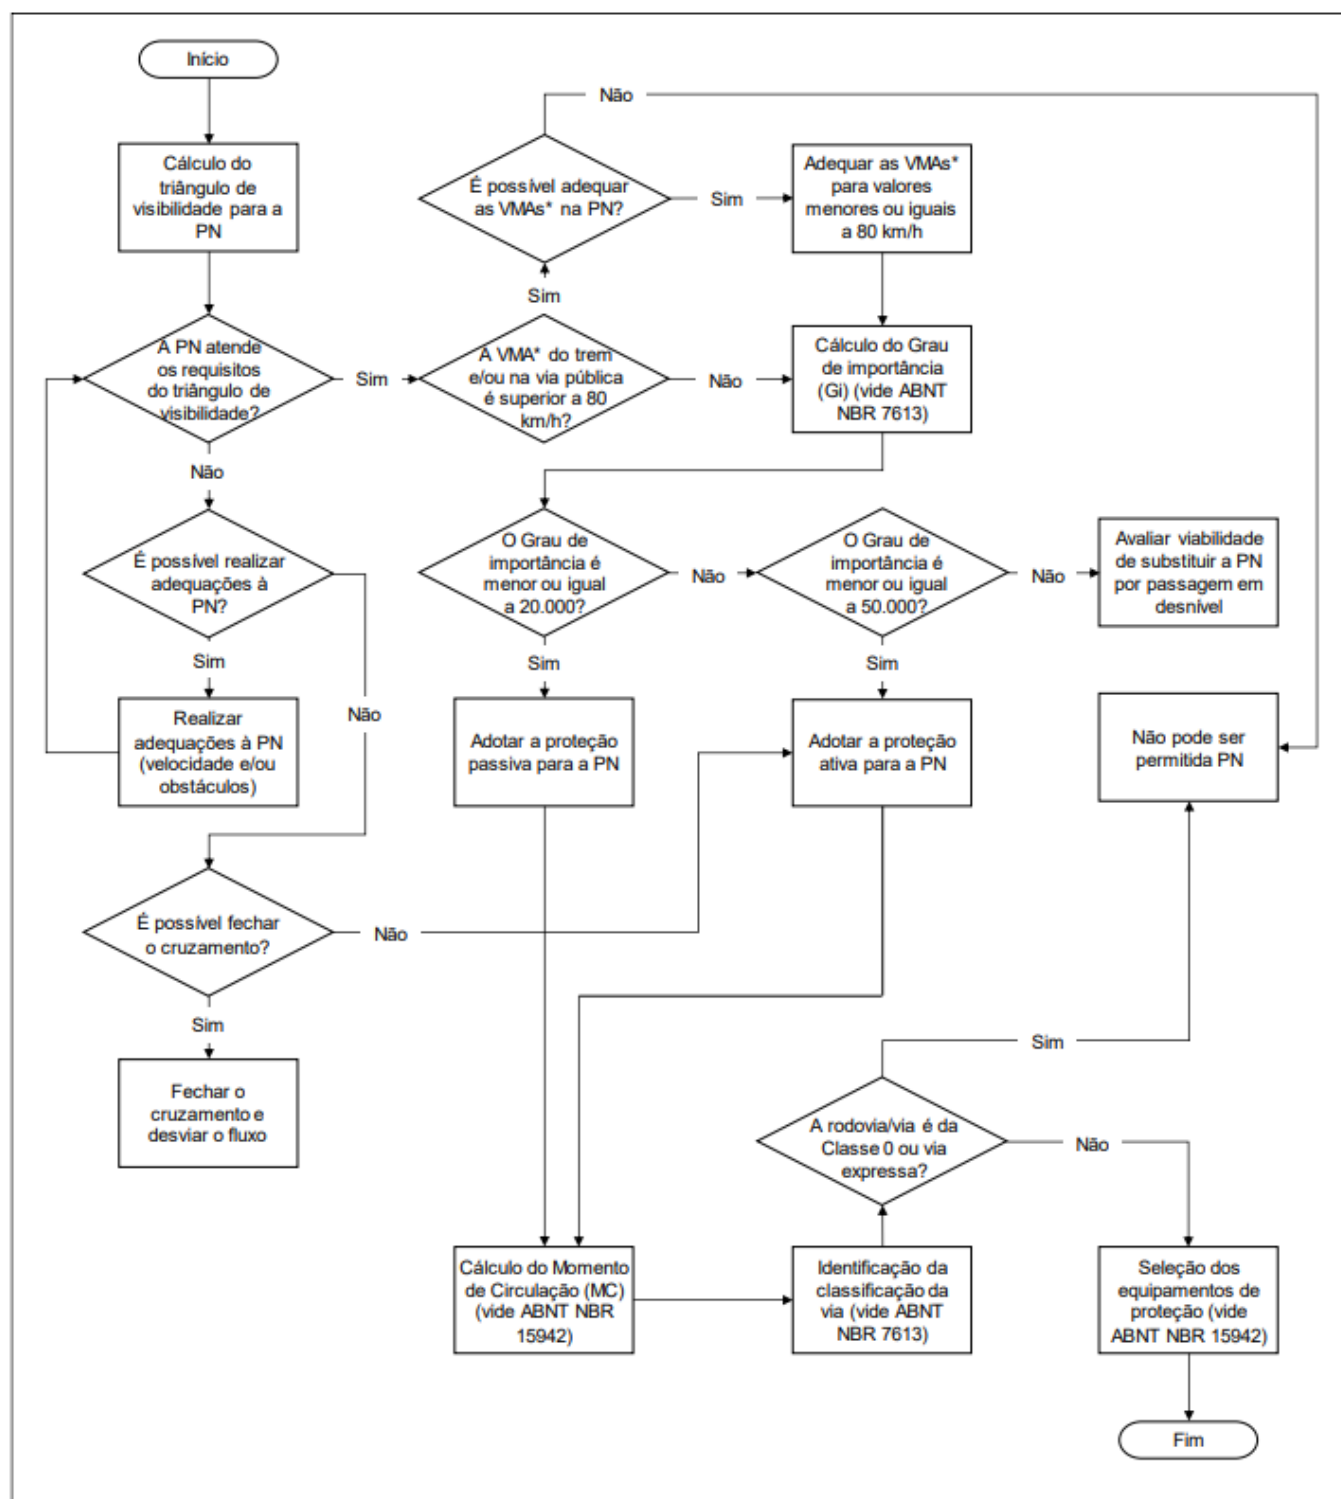 Início
Cálculo do
triângulo de
visibilidade para a
PN
A PN atende
os requisitos
do triângulo de
visibilidade?
Sim
Não
É possível realizar
adequações à
PN?
Sim
Não
Realizar
adequações à PN
(velocidade e/ou
obstáculos)
É possível fechar
o cruzamento?
Não
Sim
Fechar o
cruzamento e
desviar o fluxo
A VMA* do trem
e/ou na via pública
é superior a 80
km/h?
Sim
Não
É possível adequar
as VMAs* na PN?
Não
Sim
Adequar as VMAs*
para valores
menores ou iguais
a 80 km/h
Cálculo do Grau
de importância
(Gi) (vide ABNT
NBR 7613)
O Grau de
importância é
menor ou igual
a 20.000?
Não
Sim
O Grau de
importância é
menor ou igual
a 50.000?
Não
Sim
Avaliar viabilidade
de substituir a PN
por passagem em
desnível
Adotar a proteção
passiva para a PN
Adotar a proteção
ativa para a PN
Não pode ser
permitida PN
Cálculo do Momento
de Circulação (MC)
(vide ABNT NBR
15942)
Identificação da
classificação da
via (vide ABNT
NBR 7613)
A rodovia/via é da
Classe 0 ou via
expressa?
Sim
Não
Seleção dos
equipamentos de
proteção (vide
ABNT NBR 15942)
Fim